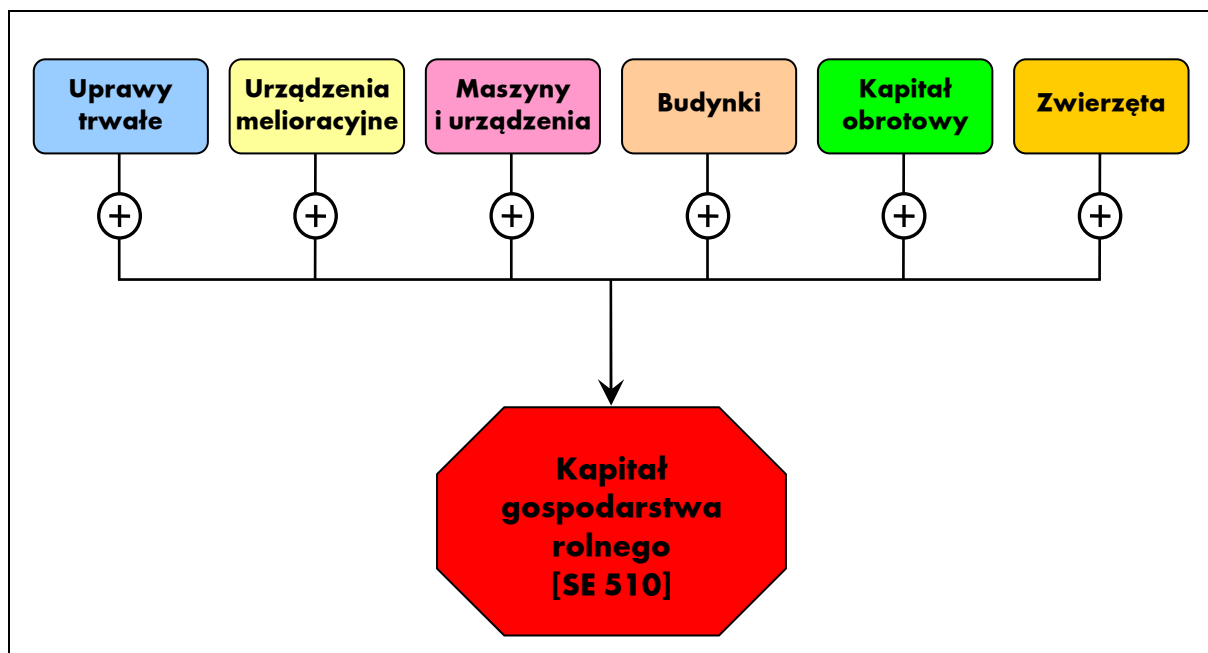 Uprawy
trwałe
Urządzenia
melioracyjne
Maszyny
i urządzenia
Budynki
Kapitał
obrotowy
Zwierzęta
+ + + + + +
Kapitał
gospodarstwa
rolnego
[SE 510]